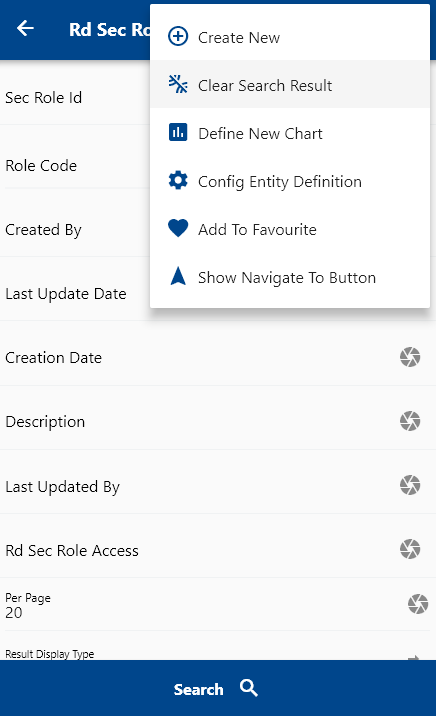 Rd Sec Ro
Create New
Clear Search Result
Define New Chart
Config Entity Definition
Add To Favourite
Show Navigate To Button
Sec Role Id
Role Code
Created By
Last Update Date
Creation Date
Description
Last Updated By
Rd Sec Role Access
Per Page
20
Result Display Type
Search